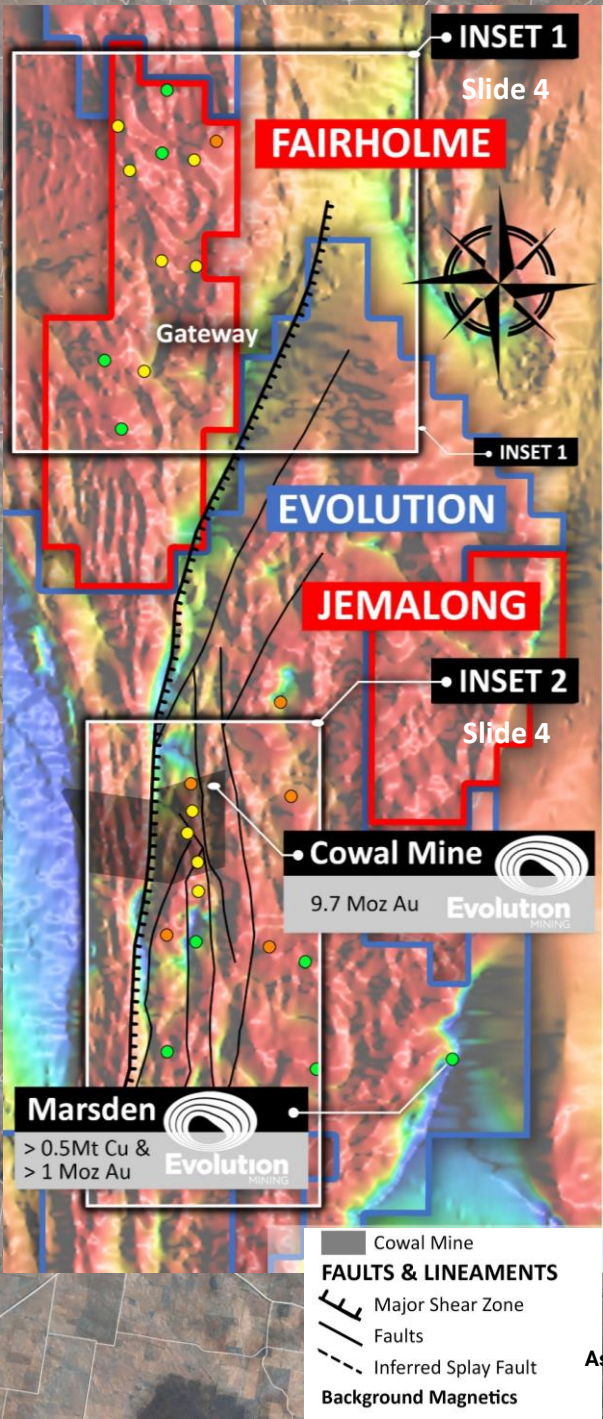 INSET 1
Slide 4
FAIRHOLME
Gateway
INSET 1
EVOLUTION
JEMALONG
INSET 2
Slide 4
Cowal Mine
9.7 Moz Au
Evolution
MINING
Marsden
> 0.5Mt Cu &
> 1 Moz Au
Evolution
MINING
Cowal Mine
FAULTS & LINEAMENTS
Major Shear Zone
Faults
Inferred Splay Fault
As
Background Magnetics